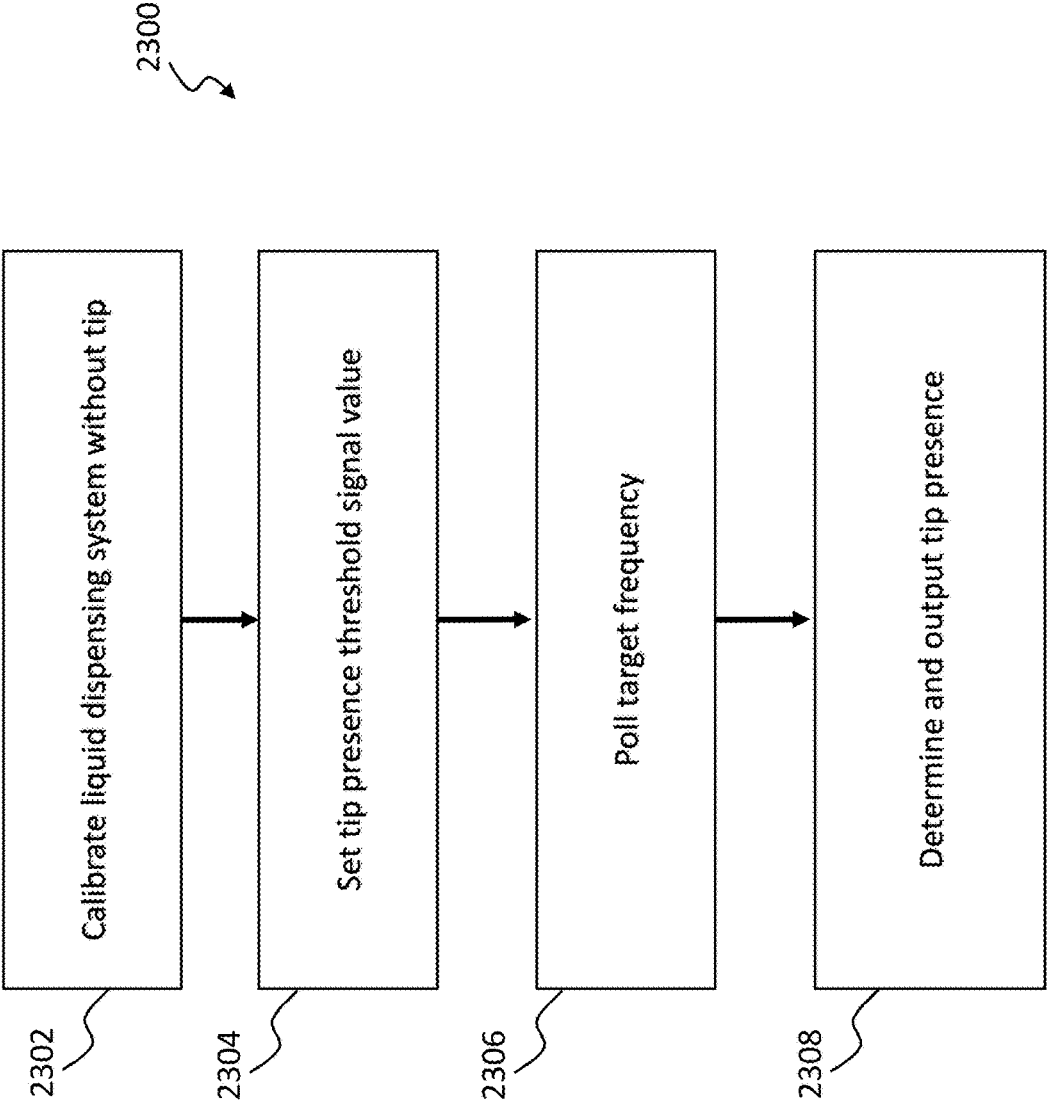 2300
2302
Calibrate liquid dispensing system without tip
2304
Set tip presence threshold signal value
2306
Poll target frequency
2308
Determine and output tip presence